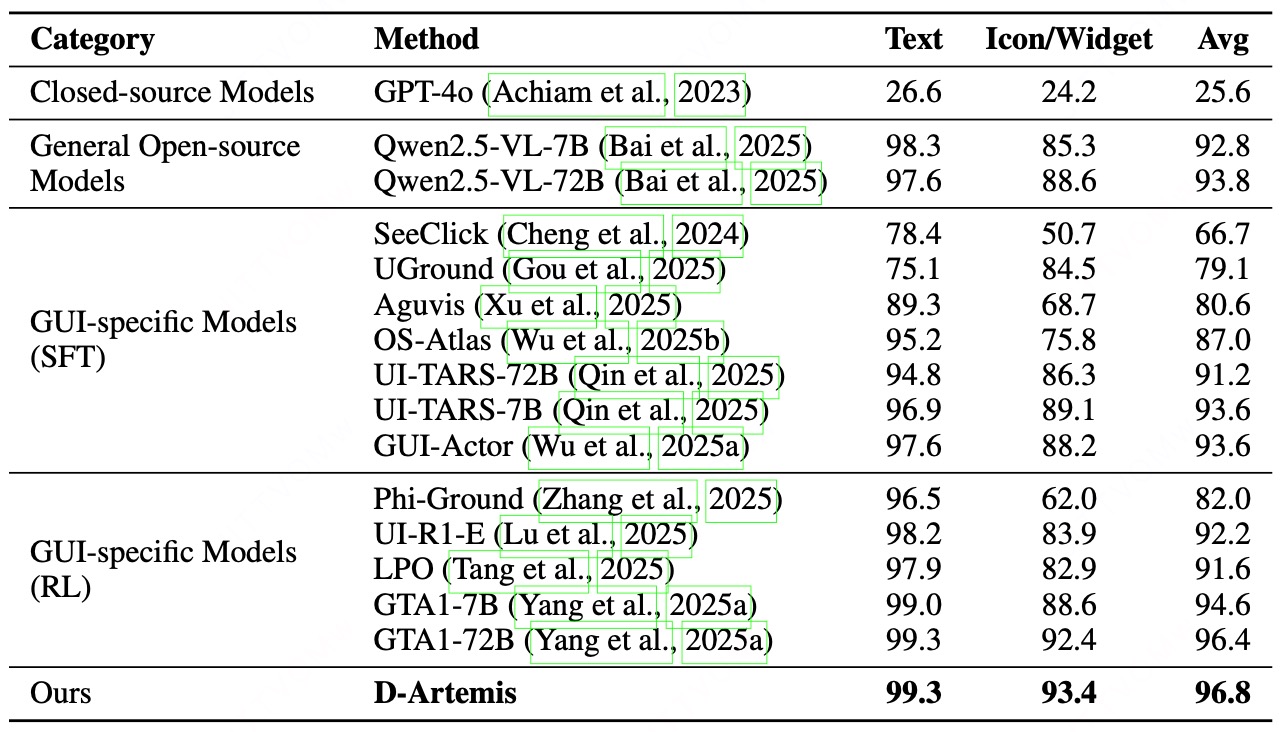 Category Method Text Icon/Widget Avg
Closed-source Models GPT-4o (Achiam et al., 2023) 26.6 24.2 25.6
General Open-source Models Qwen2.5-VL-7B (Bai et al., 2025) 98.3 85.3 92.8
Qwen2.5-VL-72B (Bai et al., 2025) 97.6 88.6 93.8
GUI-specific Models (SFT) SeeClick (Cheng et al., 2024) 78.4 50.7 66.7
UGround (Gou et al., 2025) 75.1 84.5 79.1
Aguvis (Xu et al., 2025) 89.3 68.7 80.6
OS-Atlas (Wu et al., 2025b) 95.2 75.8 87.0
UI-TARS-72B (Qin et al., 2025) 94.8 86.3 91.2
UI-TARS-7B (Qin et al., 2025) 96.9 89.1 93.6
GUI-Actor (Wu et al., 2025a) 97.6 88.2 93.6
GUI-specific Models (RL) Phi-Ground (Zhang et al., 2025) 96.5 62.0 82.0
UI-R1-E (Lu et al., 2025) 98.2 83.9 92.2
LPO (Tang et al., 2025) 97.9 82.9 91.6
GTA1-7B (Yang et al., 2025a) 99.0 88.6 94.6
GTA1-72B (Yang et al., 2025a) 99.3 92.4 96.4
Ours D-Artemis 99.3 93.4 96.8